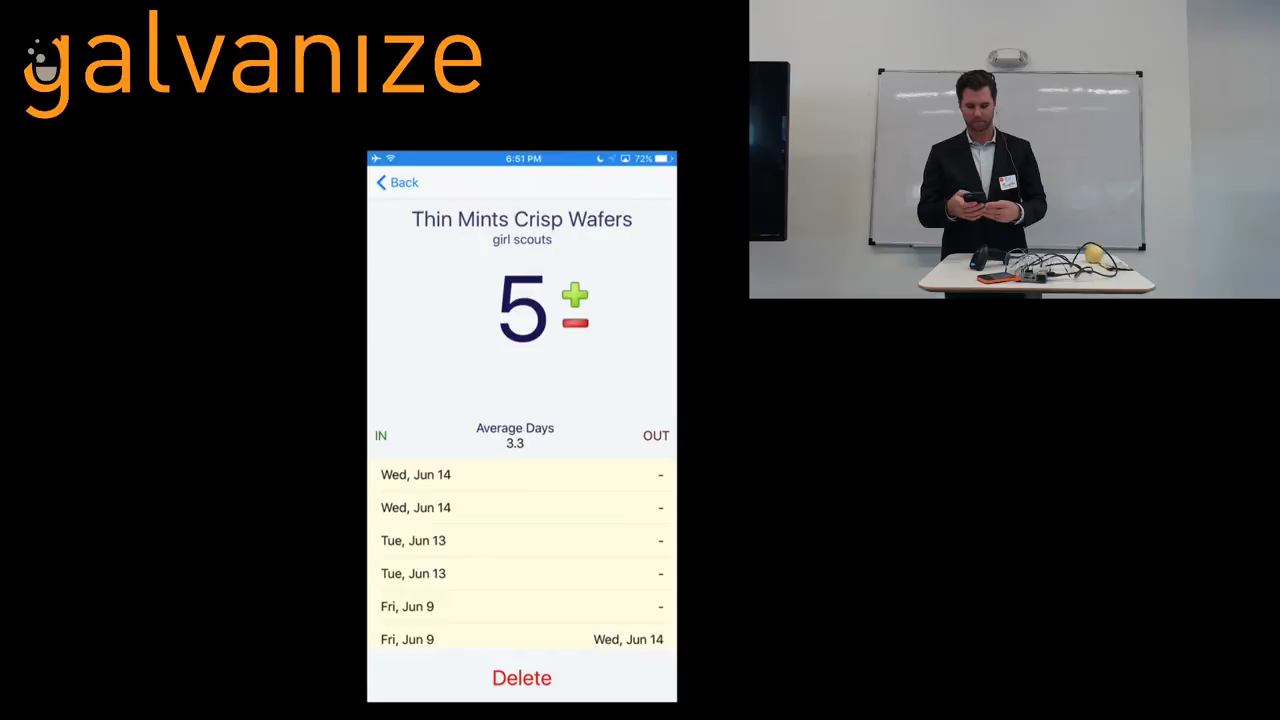 galvanize
6:51 PM
72%
Back
Thin Mints Crisp Wafers
girl scouts
5
IN
Average Days
3.3
OUT
Wed, Jun 14 -
Wed, Jun 14 -
Tue, Jun 13 -
Tue, Jun 13 -
Fri, Jun 9 -
Fri, Jun 9 Wed, Jun 14
Delete